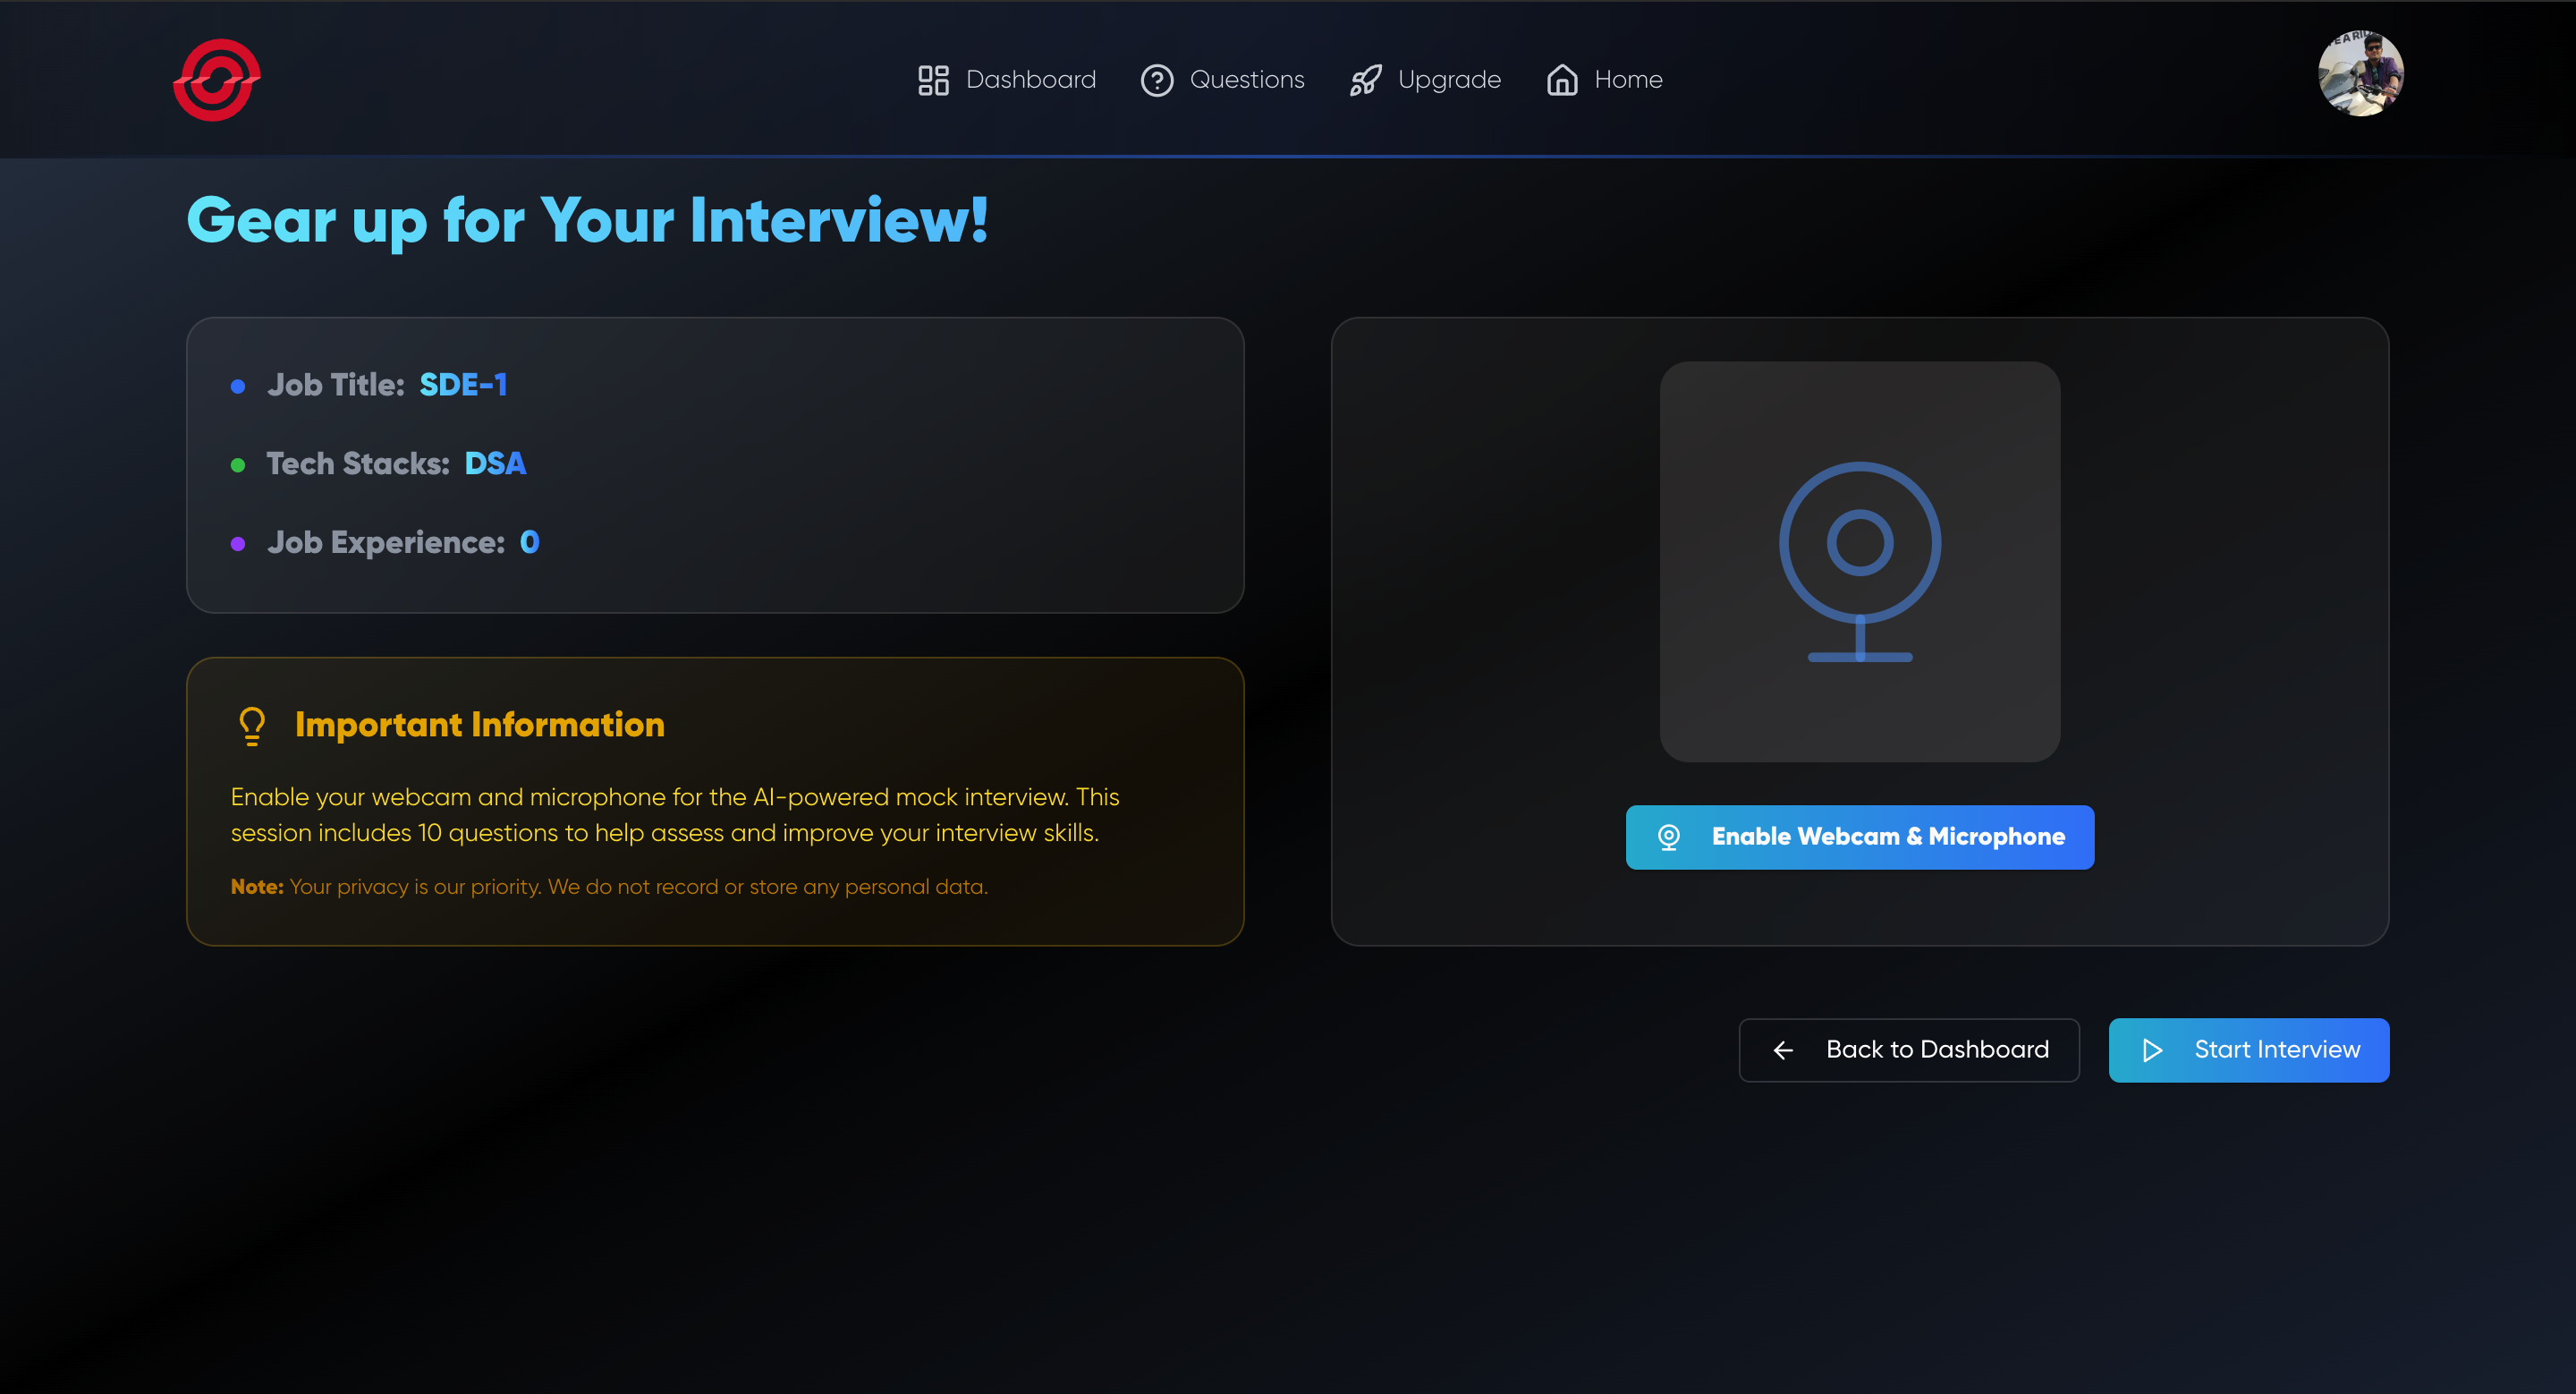 Dashboard
Questions
Upgrade
Home
Gear up for Your Interview!
Job Title: SDE-1
Tech Stacks: DSA
Job Experience: 0
Important Information
Enable your webcam and microphone for the AI-powered mock interview. This
session includes 10 questions to help assess and improve your interview skills.
Note: Your privacy is our priority. We do not record or store any personal data.
Enable Webcam & Microphone
Back to Dashboard
Start Interview